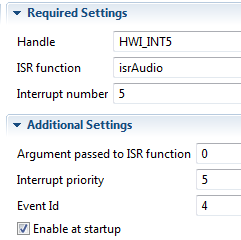 Required Settings
Handle HWI_INT5
ISR function isrAudio
Interrupt number 5
Additional Settings
Argument passed to ISR function 0
Interrupt priority 5
Event Id 4
Enable at startup